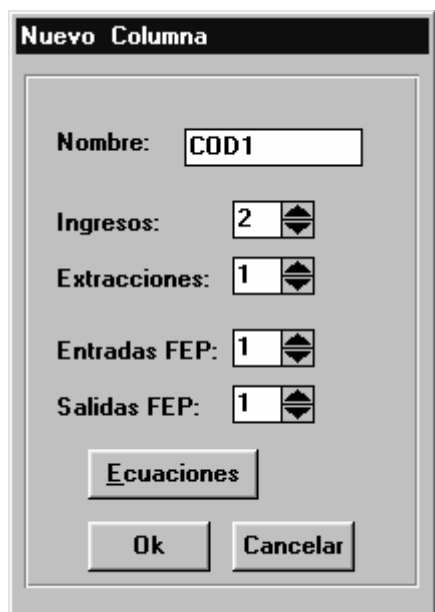 Nuevo Columna
Nombre: COD1
Ingresos: 2
Extracciones: 1
Entradas FEP: 1
Salidas FEP: 1
Ecuaciones
Ok Cancelar